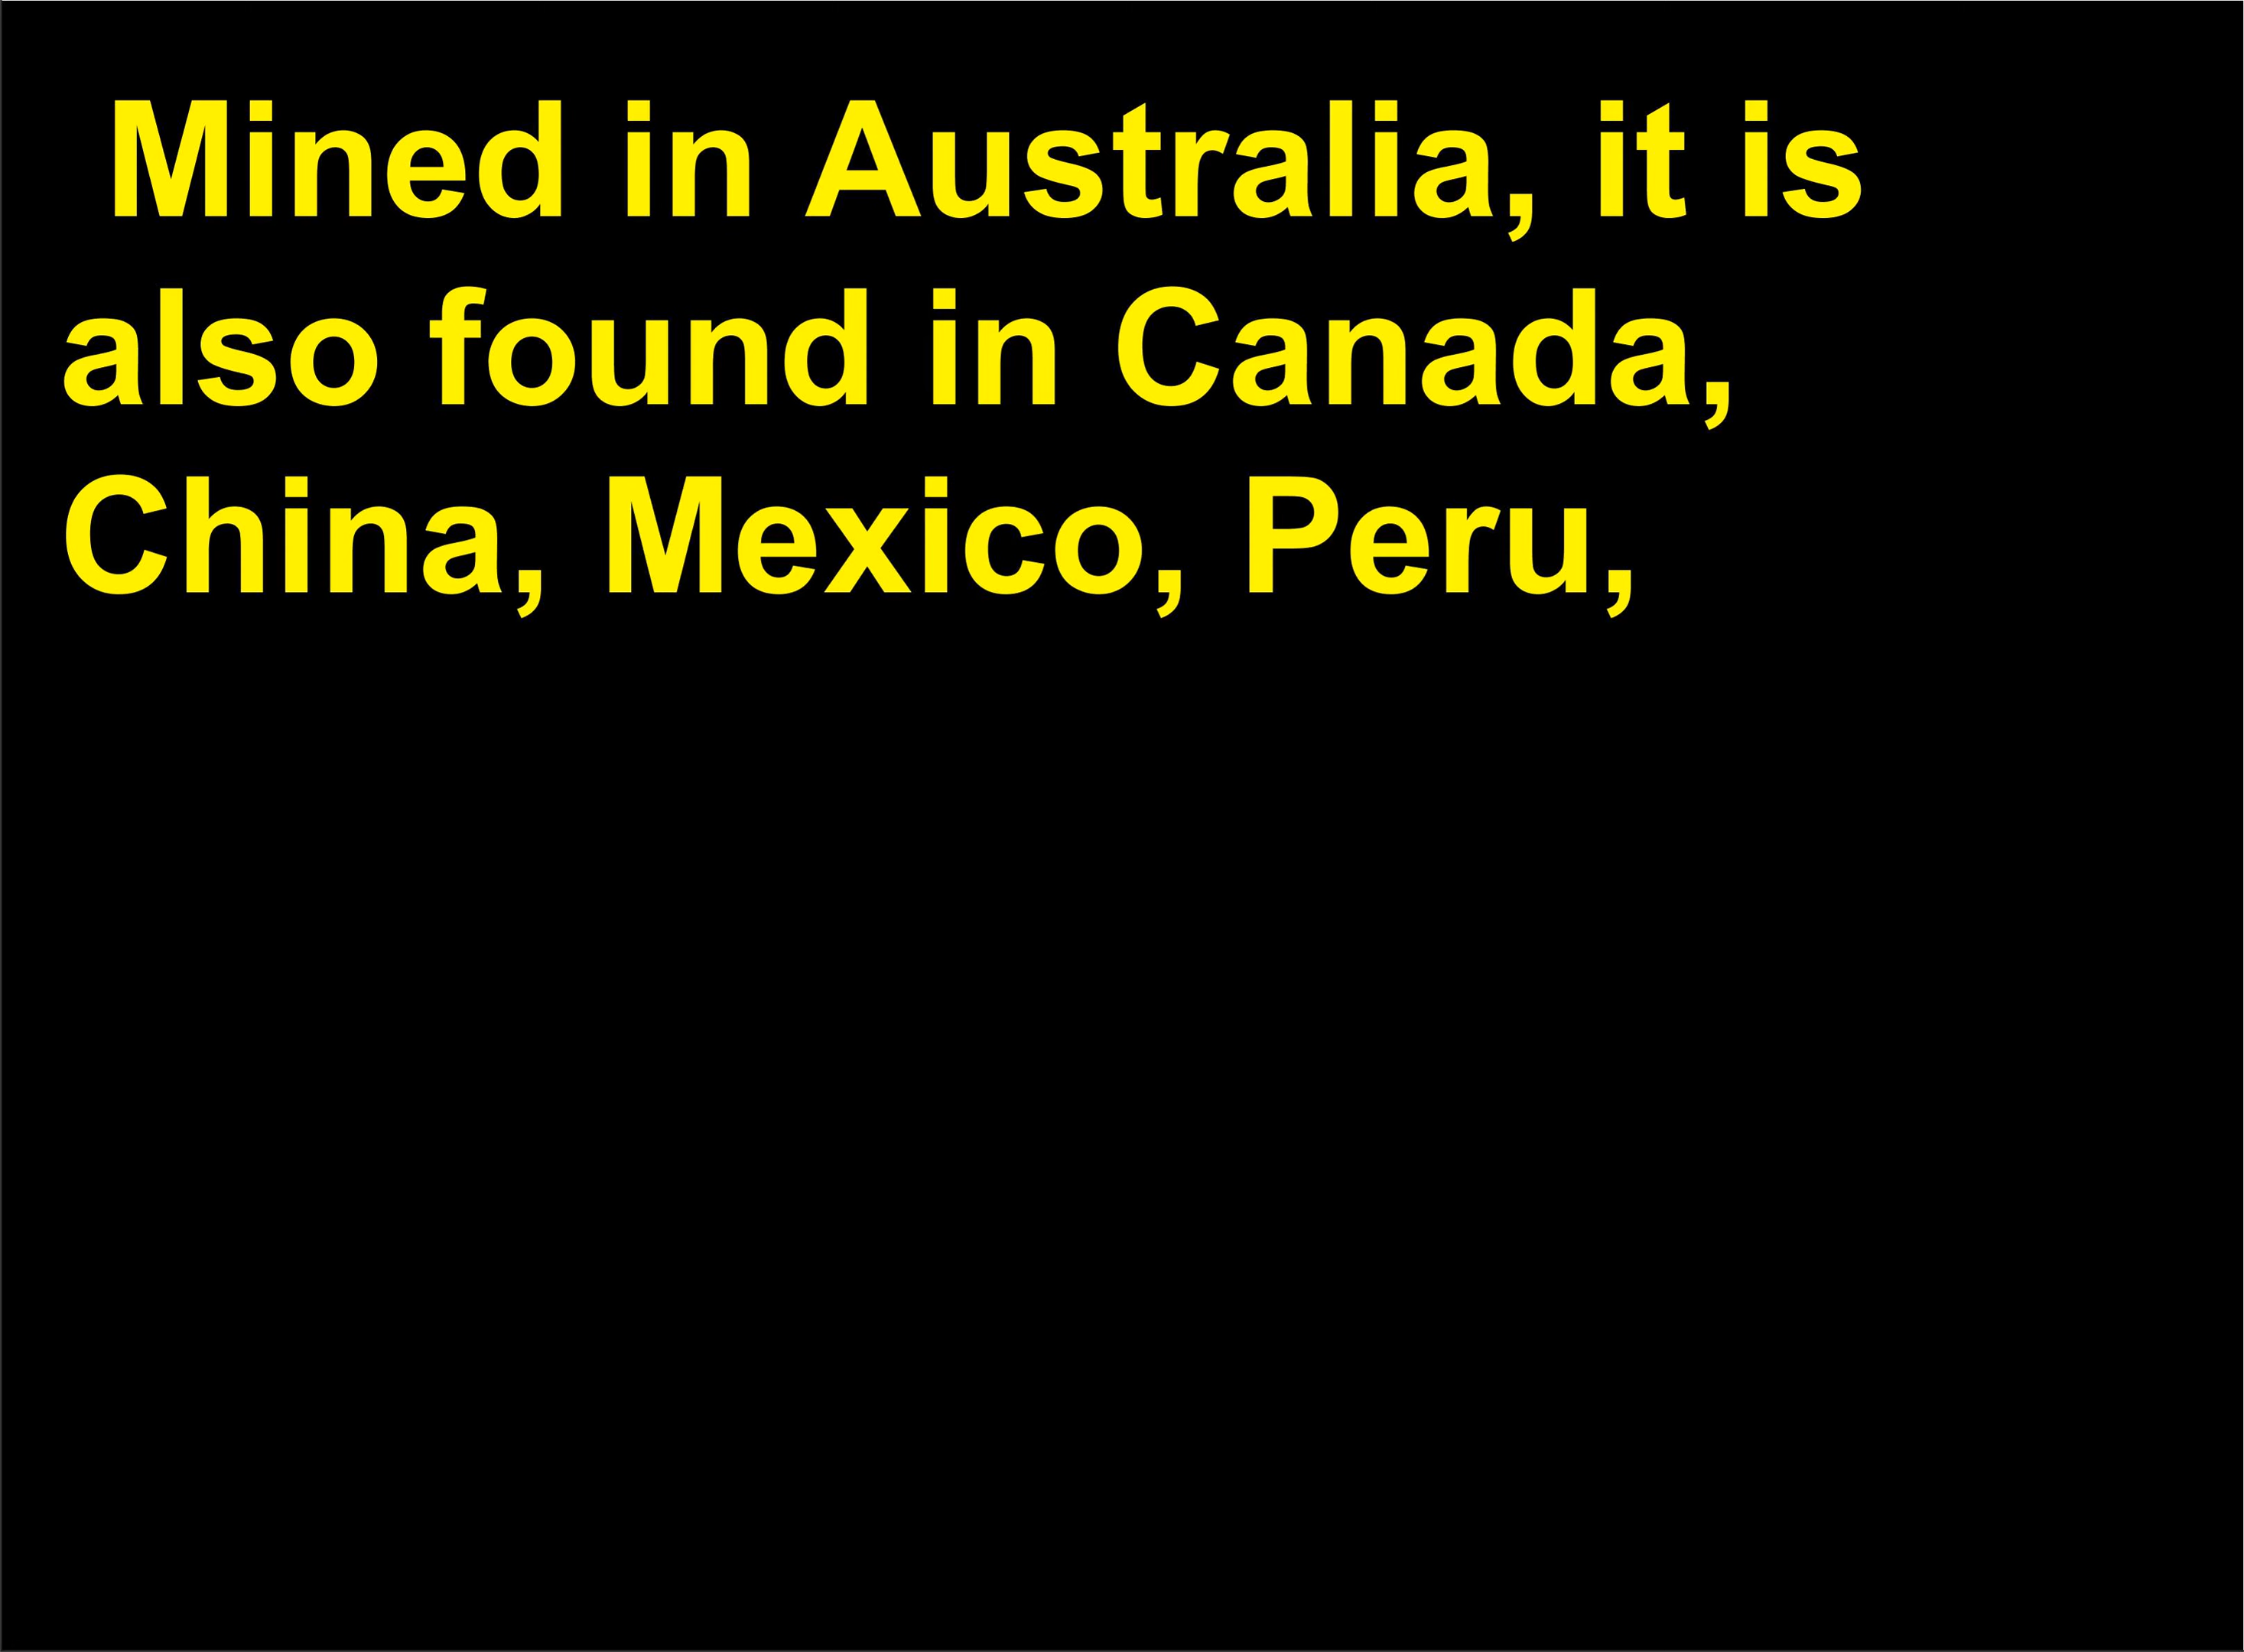 Mined in Australia, it is
also found in Canada,
China, Mexico, Peru,